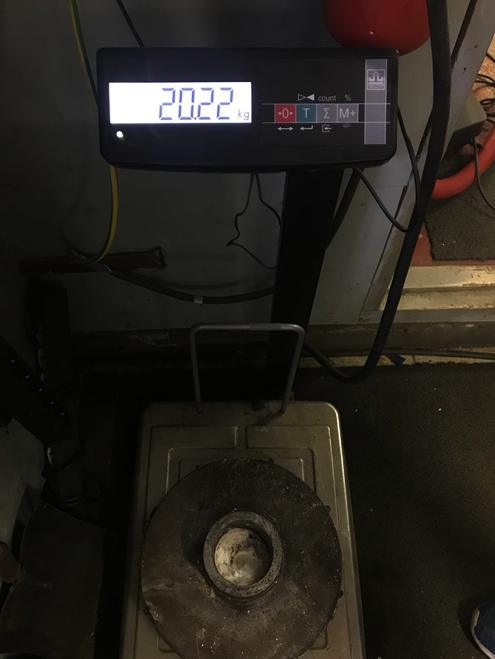 20.22 kg
count %
•0• T Σ M+